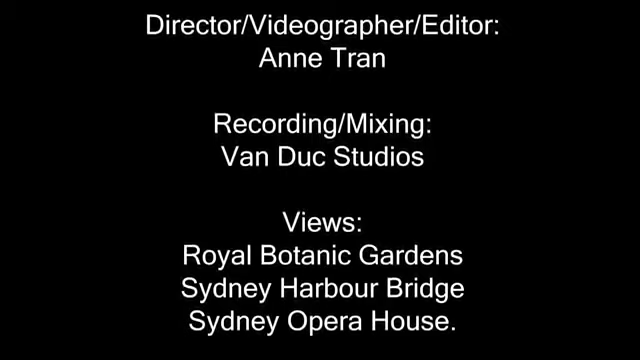 Director/Videographer/Editor:
Anne Tran
Recording/Mixing:
Van Duc Studios
Views:
Royal Botanic Gardens
Sydney Harbour Bridge
Sydney Opera House.